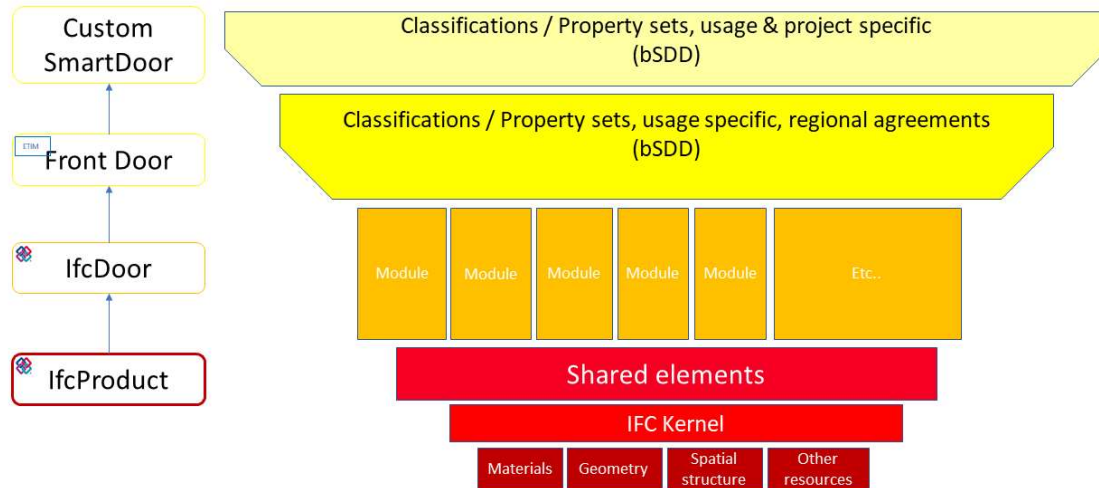 Custom
SmartDoor
Classifications / Property sets, usage & project specific
(bSDD)
ETIM
Front Door
Classifications / Property sets, usage specific, regional agreements
(bSDD)
IfcDoor
Module
Module
Module
Module
Module
Etc..
IfcProduct
Shared elements
IFC Kernel
Materials
Geometry
Spatial
structure
Other
resources